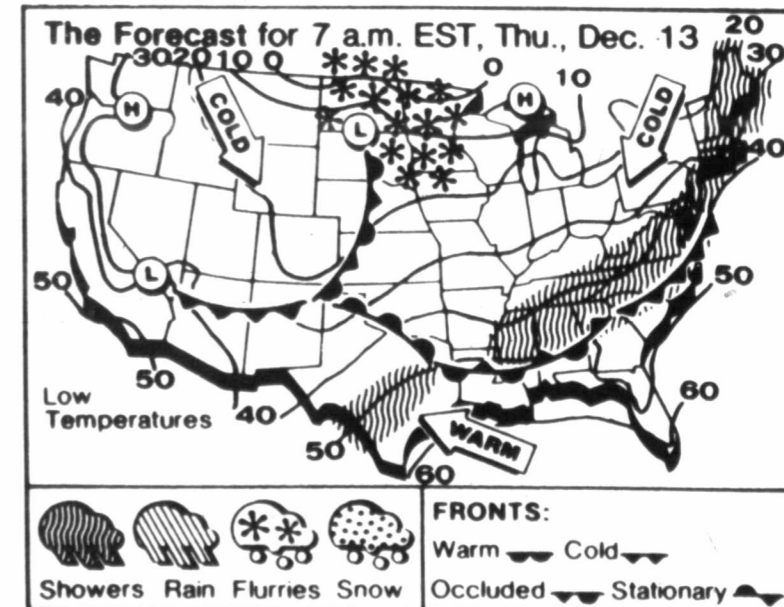 The Forecast for 7 a.m. EST, Thu., Dec. 13
20
30 20 10 0
30
0
10
40
H
H
COLD
COLD
L
40
L
50
50
50
40
Low
Temperatures
50
60
WARM
60
Showers Rain Flurries Snow
FRONTS:
Warm Cold
Occluded Stationary